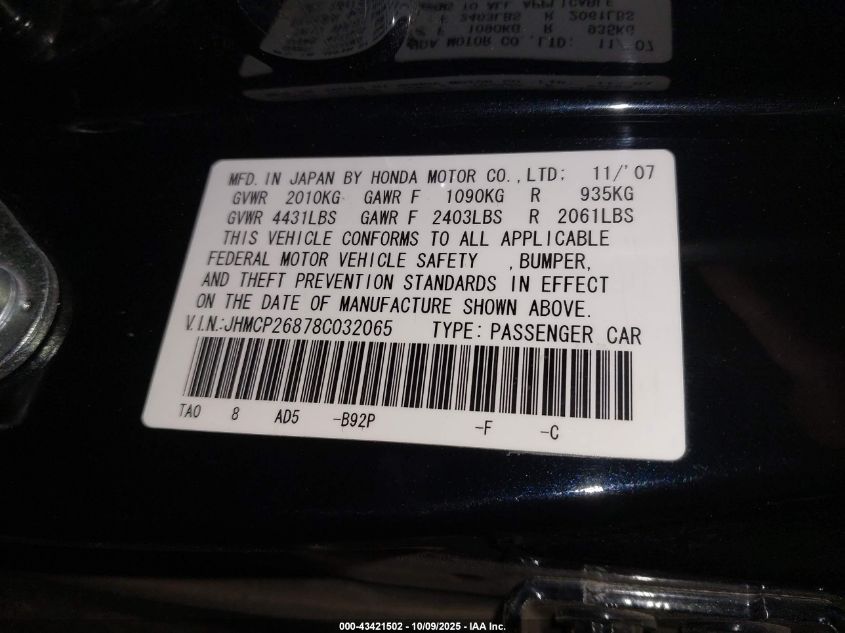 MFD. IN JAPAN BY HONDA MOTOR CO., LTD: 11/'07
GVWR 2010KG GAWR F 1090KG R 935KG
GVWR 4431LBS GAWR F 2403LBS R 2061LBS
THIS VEHICLE CONFORMS TO ALL APPLICABLE
FEDERAL MOTOR VEHICLE SAFETY , BUMPER,
AND THEFT PREVENTION STANDARDS IN EFFECT
ON THE DATE OF MANUFACTURE SHOWN ABOVE.
V.I.N.:JHMCP26878C032065 TYPE: PASSENGER CAR
TA0 8 AD5 -B92P -F -C
000-43421502 - 10/09/2025 - IAA Inc.